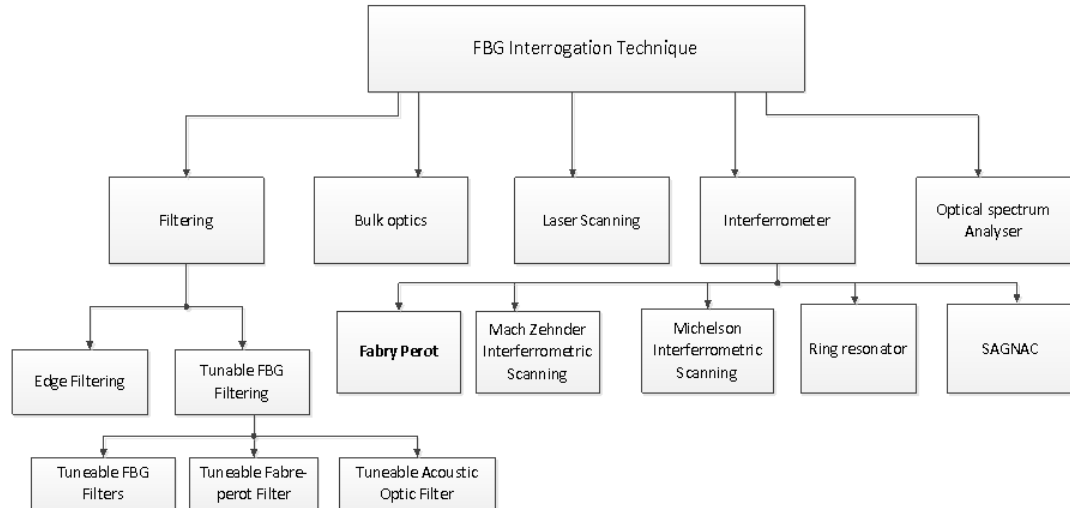 FBG Interrogation Technique
Filtering
Bulk optics
Laser Scanning
Interferrometer
Optical spectrum
Analyser
Edge Filtering
Tunable FBG
Filtering
Fabry Perot
Mach Zehnder
Interferrometric
Scanning
Michelson
Interferrometric
Scanning
Ring resonator
SAGNAC
Tuneable FBG
Filters
Tuneable Fabre-
perot Filter
Tuneable Acoustic
Optic Filter